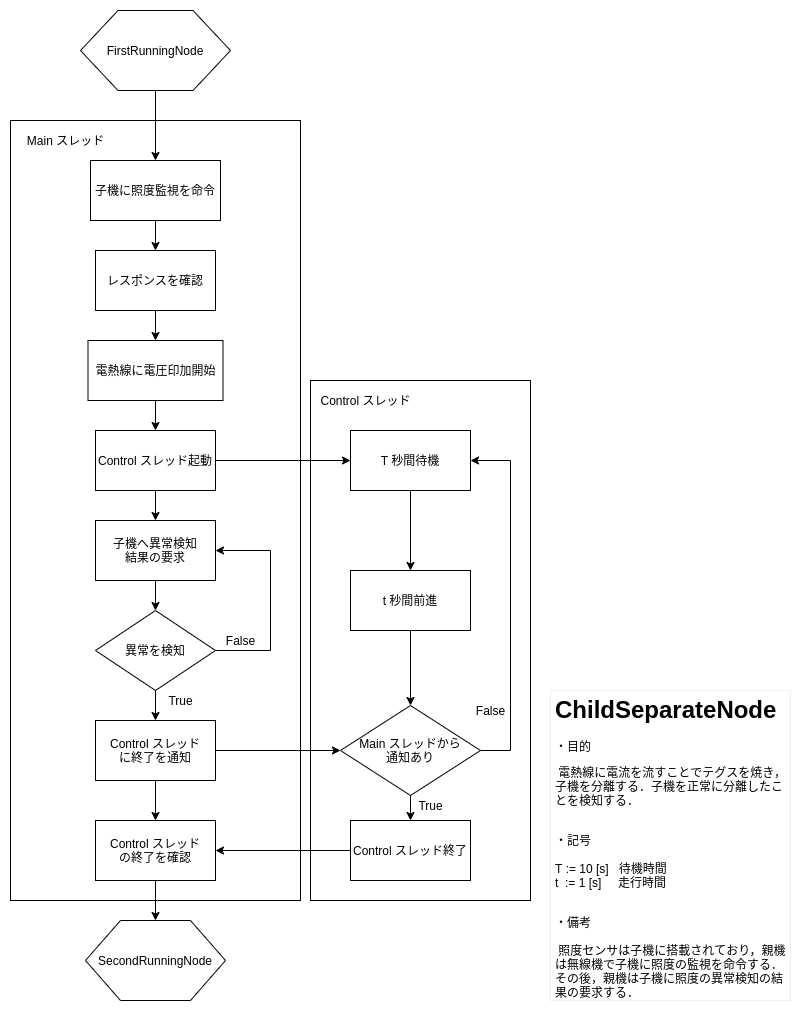 FirstRunningNode
Main スレッド
子機に照度監視を命令
レスポンスを確認
電熱線に電圧印加開始
Control スレッド起動
子機へ異常検知
結果の要求
異常を検知
False
True
Control スレッド
に終了を通知
Control スレッド
の終了を確認
SecondRunningNode
Control スレッド
T 秒間待機
t 秒間前進
Main スレッドから
通知あり
False
True
Control スレッド終了
ChildSeparateNode
・目的
電熱線に電流を流すことでテグスを焼き，
子機を分離する．子機を正常に分離したこ
とを検知する．
・記号
T := 10 [s] 待機時間
t := 1 [s] 走行時間
・備考
照度センサは子機に搭載されており，親機
は無線機で子機に照度の監視を命令する．
その後，親機は子機に照度の異常検知の結
果の要求する．